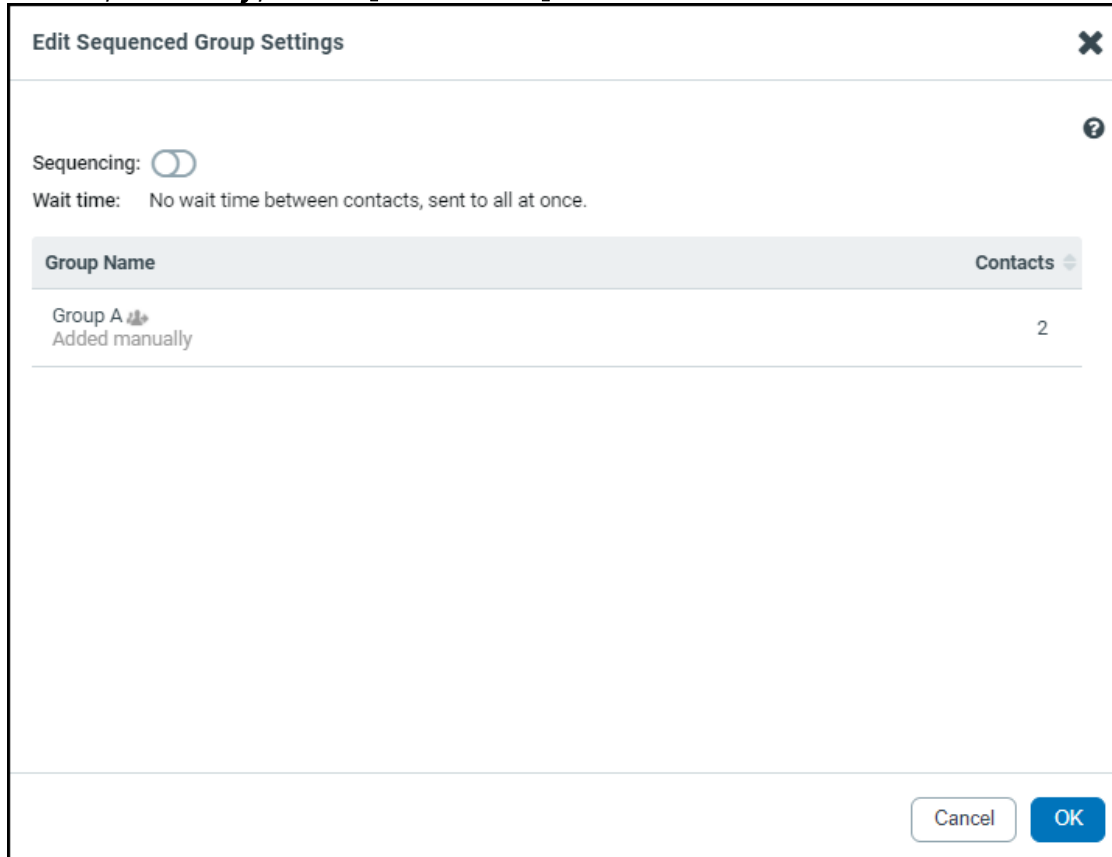 Edit Sequenced Group Settings
Sequencing:
Wait time: No wait time between contacts, sent to all at once.
Group Name Contacts
Group A
Added manually
2
Cancel OK